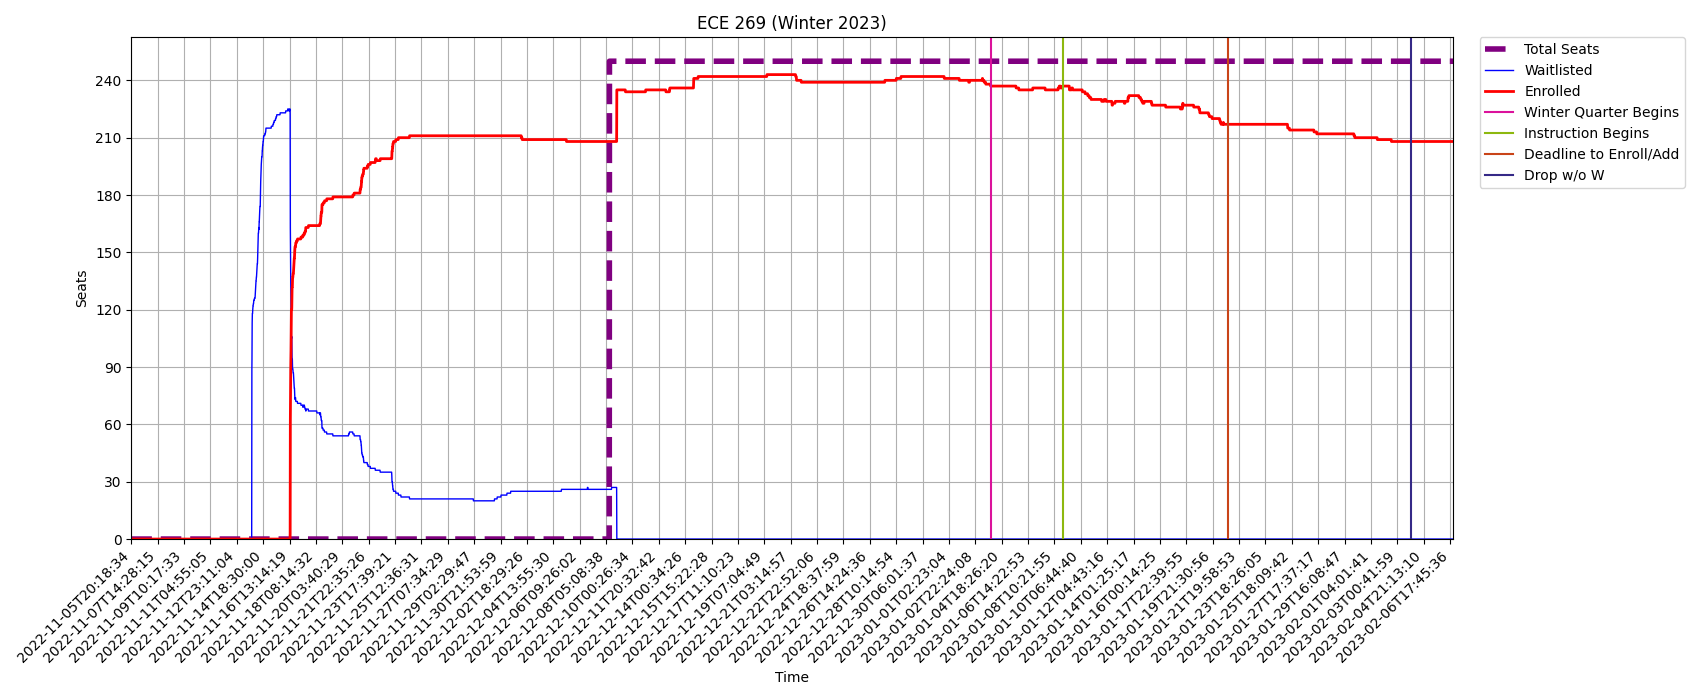 ECE 269 (Winter 2023)
Total Seats
Waitlisted
Enrolled
Winter Quarter Begins
Instruction Begins
Deadline to Enroll/Add
Drop w/o W
Seats
240
210
180
150
120
90
60
30
0
2022-11-05T20:18:34
2022-11-07T14:28:15
2022-11-09T10:17:33
2022-11-11T04:55:05
2022-11-12T23:11:04
2022-11-14T18:30:00
2022-11-16T13:14:19
2022-11-18T08:14:32
2022-11-20T03:40:29
2022-11-21T22:35:26
2022-11-23T17:39:21
2022-11-25T12:36:31
2022-11-27T07:34:29
2022-11-29T03:29:47
2022-11-30T21:53:59
2022-12-02T18:29:26
2022-12-04T13:55:30
2022-12-06T09:26:02
2022-12-08T05:08:38
2022-12-10T00:26:34
2022-12-11T20:32:42
2022-12-14T00:34:26
2022-12-15T15:22:28
2022-12-17T11:10:23
2022-12-19T07:04:49
2022-12-21T03:14:57
2022-12-22T22:52:06
2022-12-24T18:37:59
2022-12-26T14:24:36
2022-12-28T10:14:54
2022-12-30T06:01:37
2023-01-01T02:23:04
2023-01-02T22:24:08
2023-01-04T18:26:20
2023-01-06T14:22:53
2023-01-08T10:21:55
2023-01-10T06:44:40
2023-01-12T04:43:16
2023-01-14T01:25:17
2023-01-16T00:14:25
2023-01-17T22:39:55
2023-01-19T21:30:56
2023-01-21T19:58:53
2023-01-23T18:26:05
2023-01-25T18:09:42
2023-01-27T17:37:17
2023-01-29T16:08:47
2023-02-01T04:01:41
2023-02-03T00:41:59
2023-02-04T21:13:10
2023-02-06T17:45:36
Time